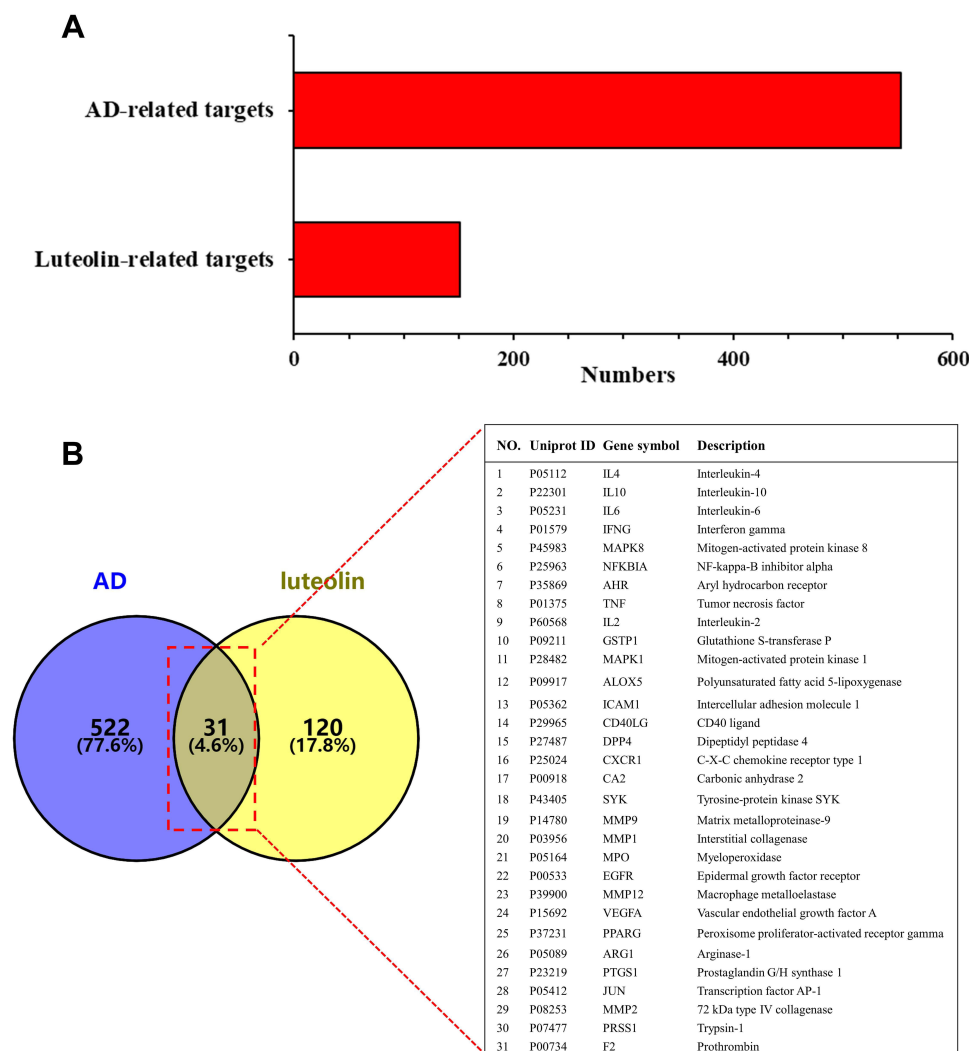 A
AD-related targets
Luteolin-related targets
0 200 400 600
Numbers
B
AD luteolin
522 31 120
(77.6%) (4.6%) (17.8%)
NO. Uniprot ID Gene symbol Description
1 P05112 IL4 Interleukin-4
2 P22301 IL10 Interleukin-10
3 P05231 IL6 Interleukin-6
4 P01579 IFNG Interferon gamma
5 P45983 MAPK8 Mitogen-activated protein kinase 8
6 P25963 NFKBIA NF-kappa-B inhibitor alpha
7 P35869 AHR Aryl hydrocarbon receptor
8 P01375 TNF Tumor necrosis factor
9 P60568 IL2 Interleukin-2
10 P09211 GSTP1 Glutathione S-transferase P
11 P28482 MAPK1 Mitogen-activated protein kinase 1
12 P09917 ALOX5 Polyunsaturated fatty acid 5-lipoxygenase
13 P05362 ICAM1 Intercellular adhesion molecule 1
14 P29965 CD40LG CD40 ligand
15 P27487 DPP4 Dipeptidyl peptidase 4
16 P25024 CXCR1 C-X-C chemokine receptor type 1
17 P00918 CA2 Carbonic anhydrase 2
18 P43405 SYK Tyrosine-protein kinase SYK
19 P14780 MMP9 Matrix metalloproteinase-9
20 P03956 MMP1 Interstitial collagenase
21 P05164 MPO Myeloperoxidase
22 P00533 EGFR Epidermal growth factor receptor
23 P39900 MMP12 Macrophage metalloelastase
24 P15692 VEGFA Vascular endothelial growth factor A
25 P37231 PPARG Peroxisome proliferator-activated receptor gamma
26 P05089 ARG1 Arginase-1
27 P23219 PTGS1 Prostaglandin G/H synthase 1
28 P05412 JUN Transcription factor AP-1
29 P08253 MMP2 72 kDa type IV collagenase
30 P07477 PRSS1 Trypsin-1
31 P00734 F2 Prothrombin